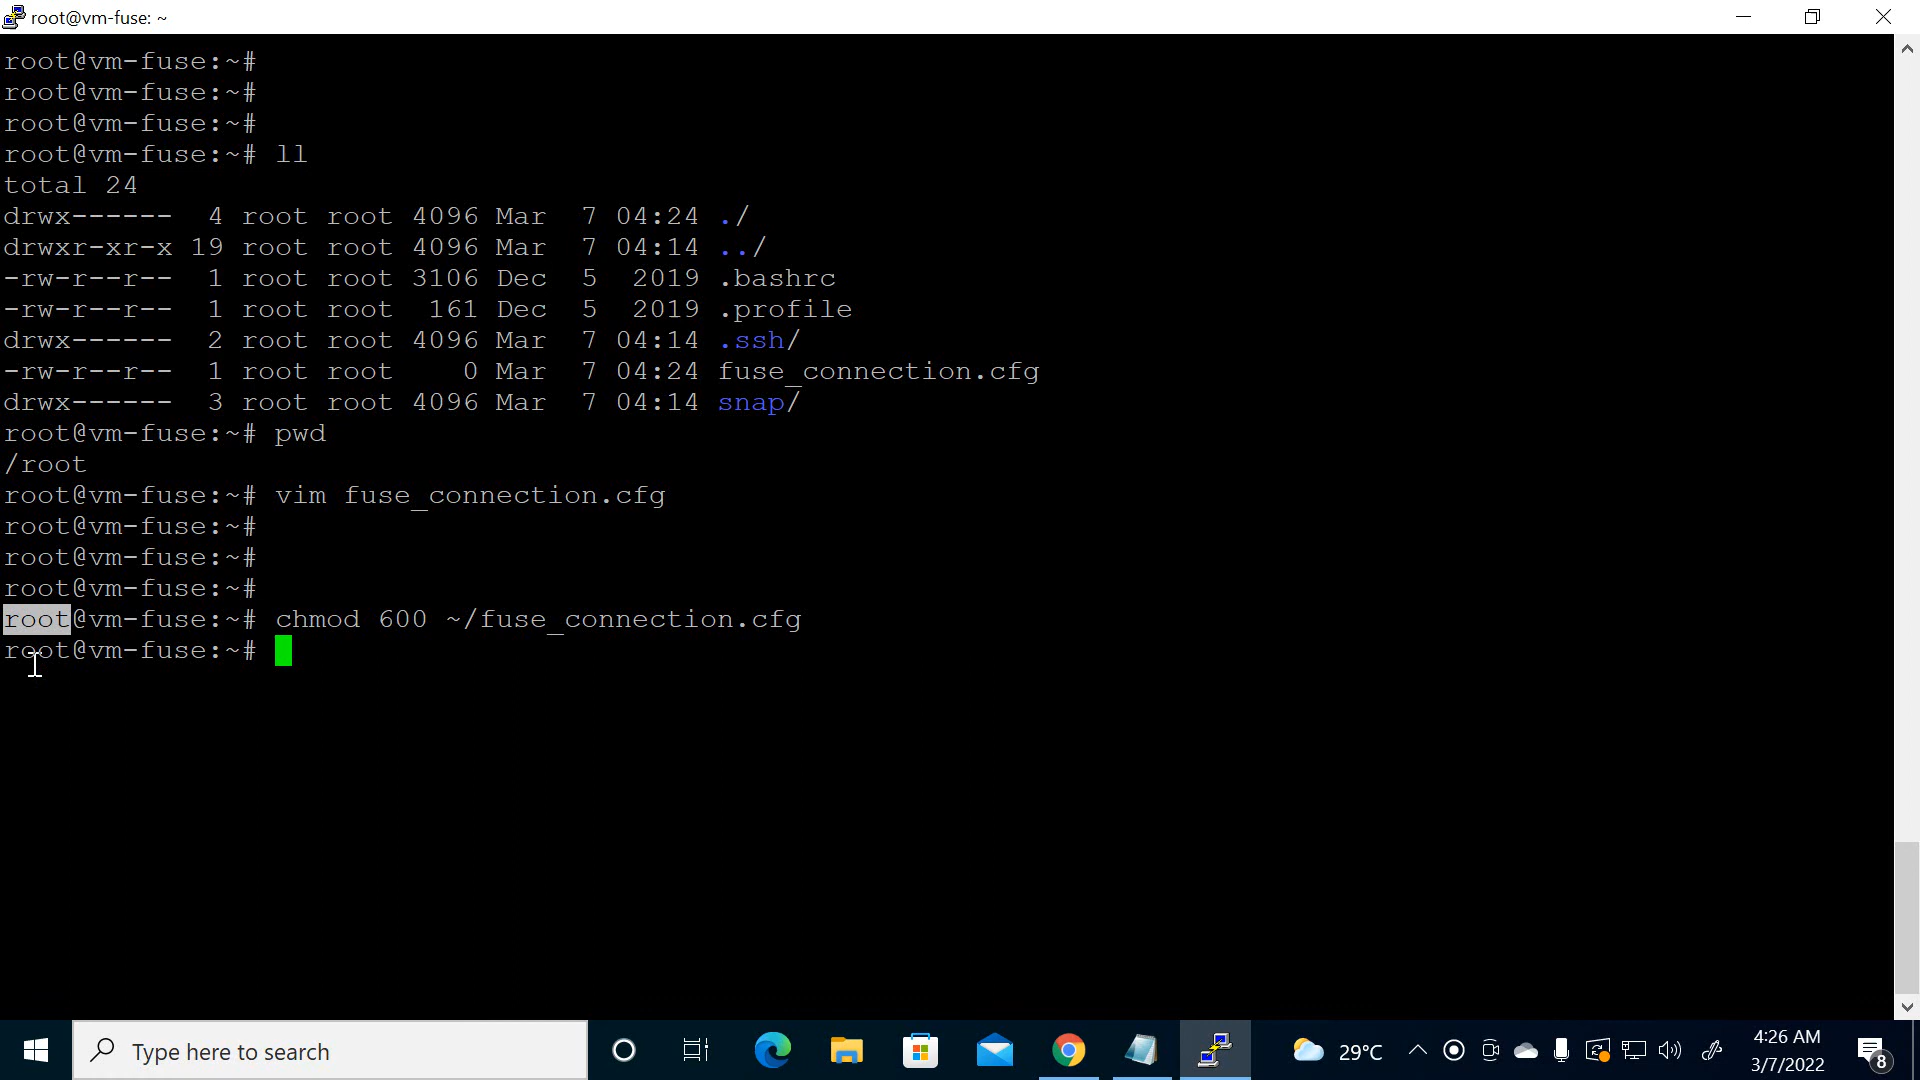 root@vm-fuse: ~
root@vm-fuse:~#
root@vm-fuse:~#
root@vm-fuse:~#
root@vm-fuse:~# ll
total 24
drwx------  4 root root 4096 Mar  7 04:24 ./
drwxr-xr-x 19 root root 4096 Mar  7 04:14 ../
-rw-r--r--  1 root root 3106 Dec  5  2019 .bashrc
-rw-r--r--  1 root root  161 Dec  5  2019 .profile
drwx------  2 root root 4096 Mar  7 04:14 .ssh/
-rw-r--r--  1 root root    0 Mar  7 04:24 fuse_connection.cfg
drwx------  3 root root 4096 Mar  7 04:14 snap/
root@vm-fuse:~# pwd
/root
root@vm-fuse:~# vim fuse_connection.cfg
root@vm-fuse:~#
root@vm-fuse:~#
root@vm-fuse:~#
root@vm-fuse:~# chmod 600 ~/fuse_connection.cfg
root@vm-fuse:~#
Type here to search
29°C
4:26 AM
3/7/2022
8